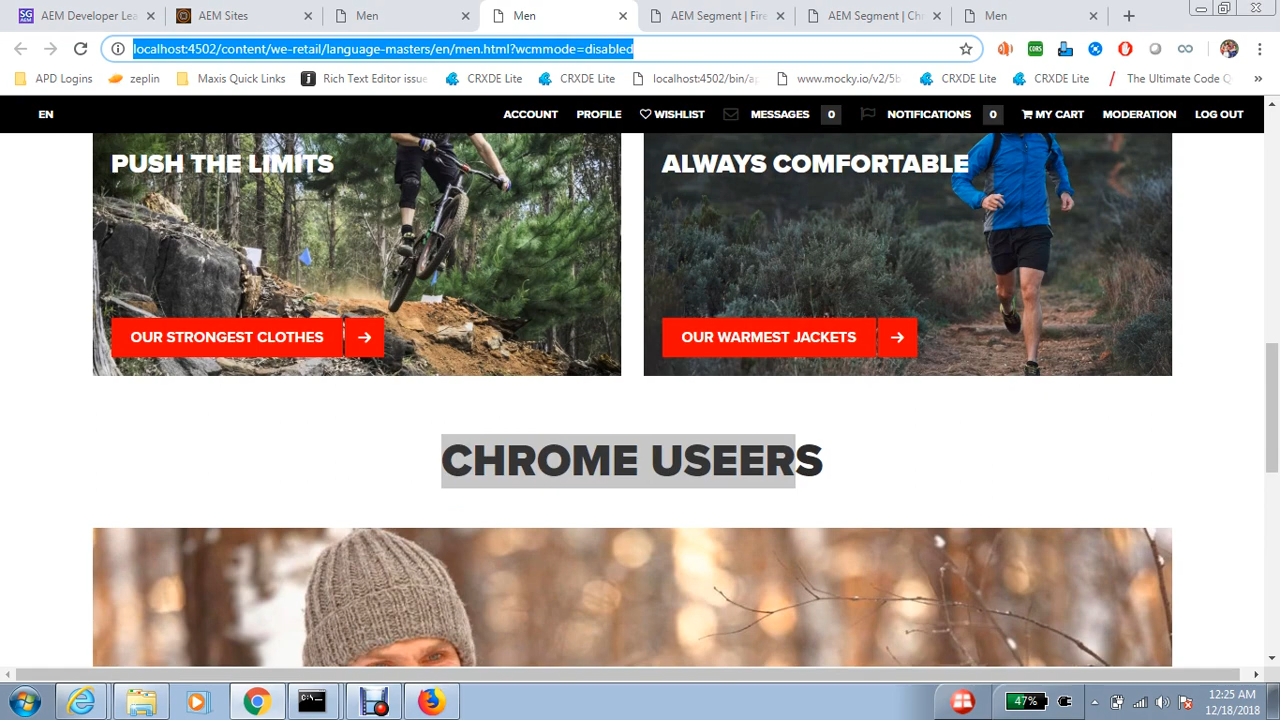 AEM Developer Lea
AEM Sites
Men
Men
AEM Segment | Fire
AEM Segment | Ch
Men
localhost:4502/content/we-retail/language-masters/en/men.html?wcmmode=disabled
APD Logins
zeplin
Maxis Quick Links
Rich Text Editor issue
CRXDE Lite
CRXDE Lite
localhost:4502/bin/a
www.mocky.io/v2/5b
CRXDE Lite
CRXDE Lite
The Ultimate Code Q
EN
ACCOUNT
PROFILE
WISHLIST
MESSAGES 0
NOTIFICATIONS 0
MY CART
MODERATION
LOG OUT
PUSH THE LIMITS
ALWAYS COMFORTABLE
OUR STRONGEST CLOTHES
OUR WARMEST JACKETS
CHROME USEERS
47%
12:25 AM
12/18/2018